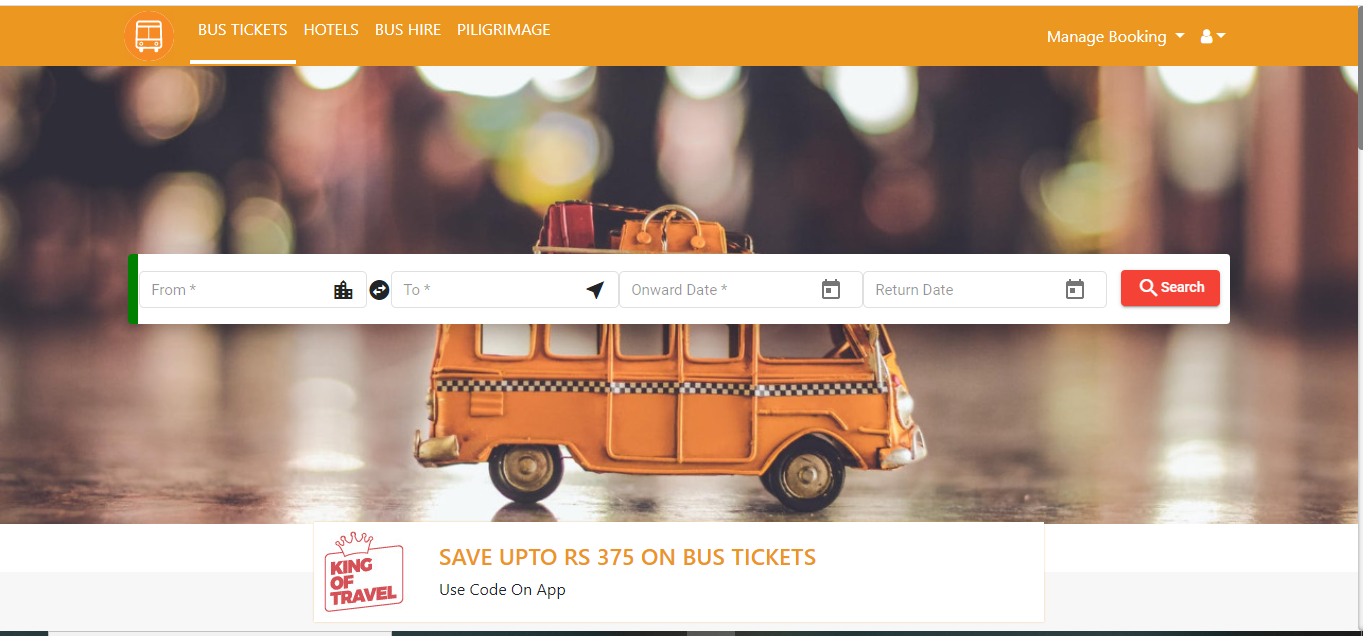 BUS TICKETS HOTELS BUS HIRE PILIGRIMAGE Manage Booking
From * To * Onward Date * Return Date Search
KING
OF
TRAVEL
SAVE UPTO RS 375 ON BUS TICKETS
Use Code On App